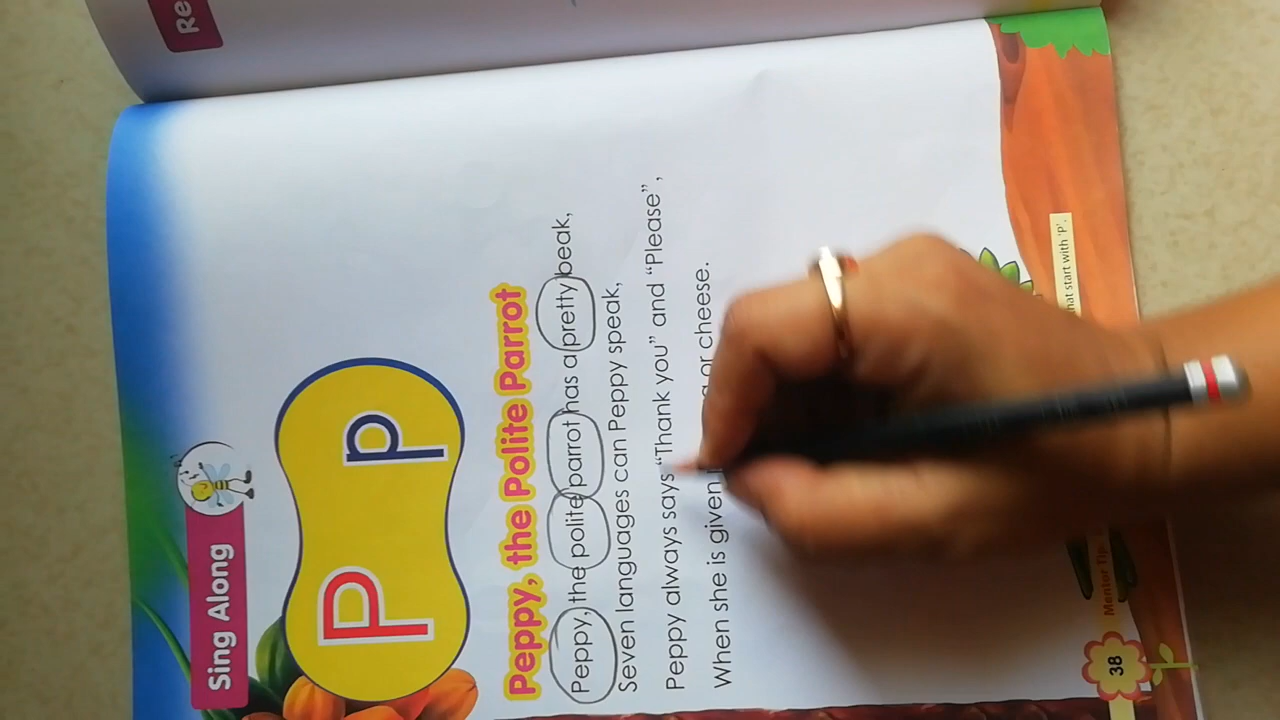 Re
Sing Along
P p
Peppy, the Polite Parrot
Peppy, the polite parrot has a pretty beak,
Seven languages can Peppy speak,
Peppy always says “Thank you” and “Please”,
When she is given or cheese.
Mentor Tip
hat start with 'P'.
38